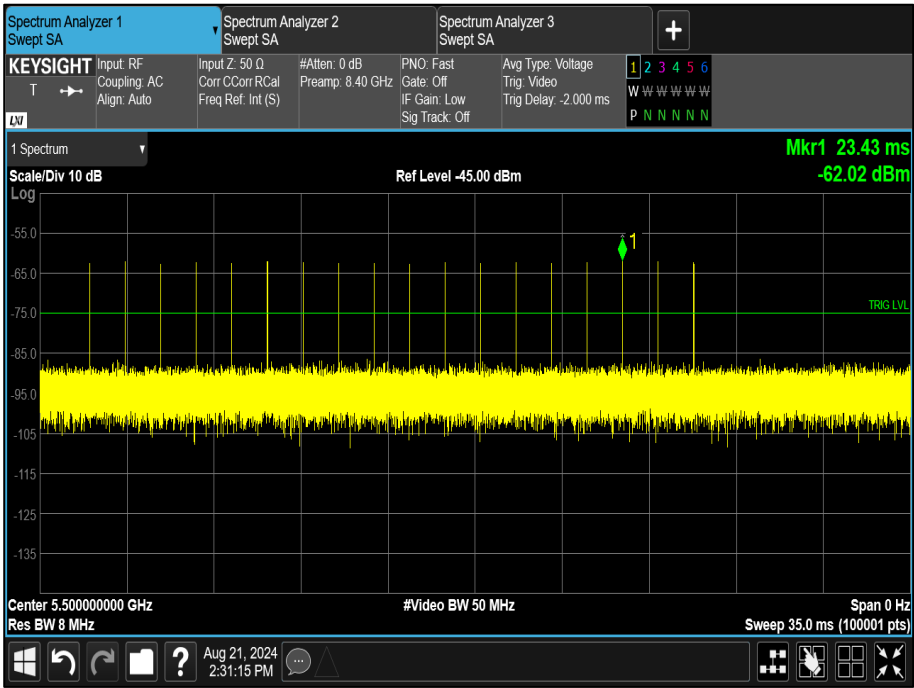 Spectrum Analyzer 1
Swept SA
Spectrum Analyzer 2
Swept SA
Spectrum Analyzer 3
Swept SA
+
KEYSIGHT
T
LXI
Input: RF
Coupling: AC
Align: Auto
Input Z: 50 Ω
Corr CCorr RCal
Freq Ref: Int (S)
#Atten: 0 dB
Preamp: 8.40 GHz
PNO: Fast
Gate: Off
IF Gain: Low
Sig Track: Off
Avg Type: Voltage
Trig: Video
Trig Delay: -2.000 ms
1 2 3 4 5 6
W W W W W W
P N N N N N
1 Spectrum
Mkr1 23.43 ms
-62.02 dBm
Scale/Div 10 dB
Ref Level -45.00 dBm
Log
-55.0
1
-65.0
TRIG LVL
-75.0
-85.0
-95.0
-105
-115
-125
-135
Center 5.500000000 GHz
#Video BW 50 MHz
Span 0 Hz
Res BW 8 MHz
Sweep 35.0 ms (100001 pts)
?
Aug 21, 2024
2:31:15 PM